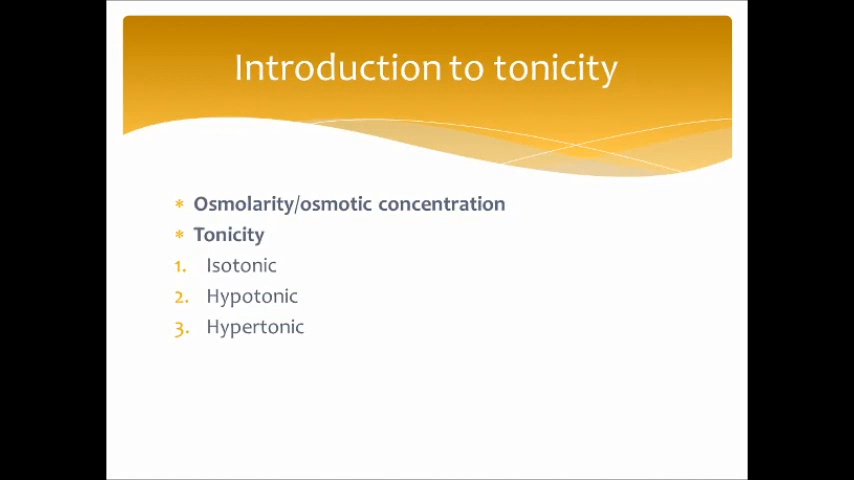 Introduction to tonicity
* Osmolarity/osmotic concentration
* Tonicity
1. Isotonic
2. Hypotonic
3. Hypertonic